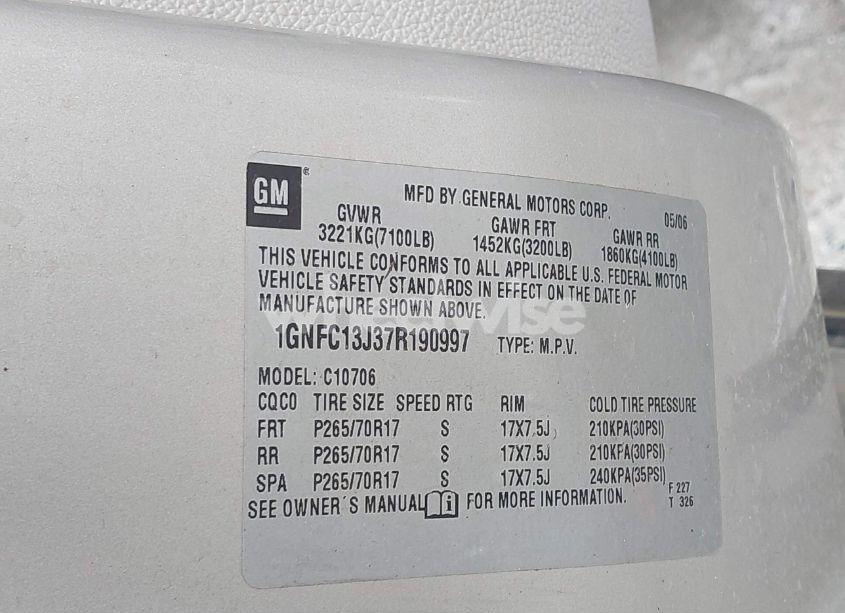 GM
MFD BY GENERAL MOTORS CORP. 05/06
GVWR GAWR FRT GAWR RR
3221KG(7100LB) 1452KG(3200LB) 1860KG(4100LB)
THIS VEHICLE CONFORMS TO ALL APPLICABLE U.S. FEDERAL MOTOR
VEHICLE SAFETY STANDARDS IN EFFECT ON THE DATE OF
MANUFACTURE SHOWN ABOVE.
1GNFC13J37R190997 TYPE: M.P.V.
MODEL: C10706
CQCO TIRE SIZE SPEED RTG RIM COLD TIRE PRESSURE
FRT P265/70R17 S 17X7.5J 210KPA(30PSI)
RR P265/70R17 S 17X7.5J 210KPA(30PSI)
SPA P265/70R17 S 17X7.5J 240KPA(35PSI)
F 227
SEE OWNER'S MANUAL FOR MORE INFORMATION. T 326